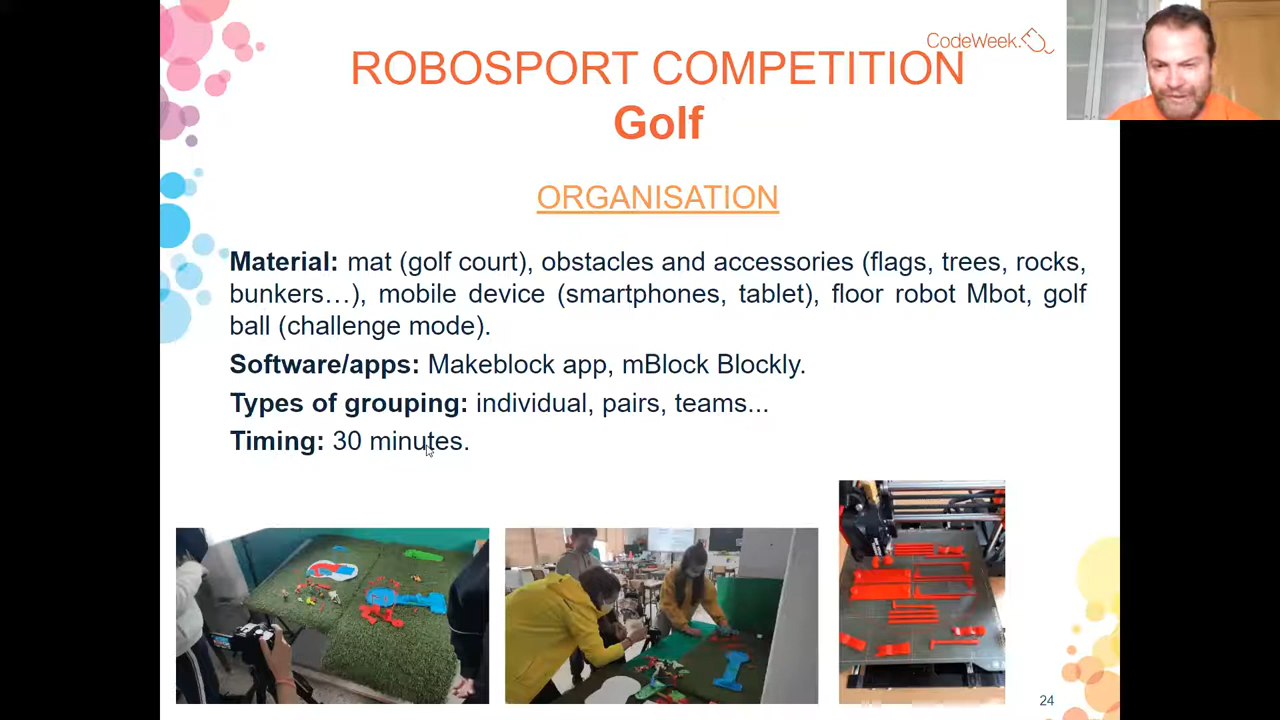 CodeWeek.
ROBOSPORT COMPETITION
Golf
ORGANISATION
Material: mat (golf court), obstacles and accessories (flags, trees, rocks,
bunkers…), mobile device (smartphones, tablet), floor robot Mbot, golf
ball (challenge mode).
Software/apps: Makeblock app, mBlock Blockly.
Types of grouping: individual, pairs, teams...
Timing: 30 minutes.
24